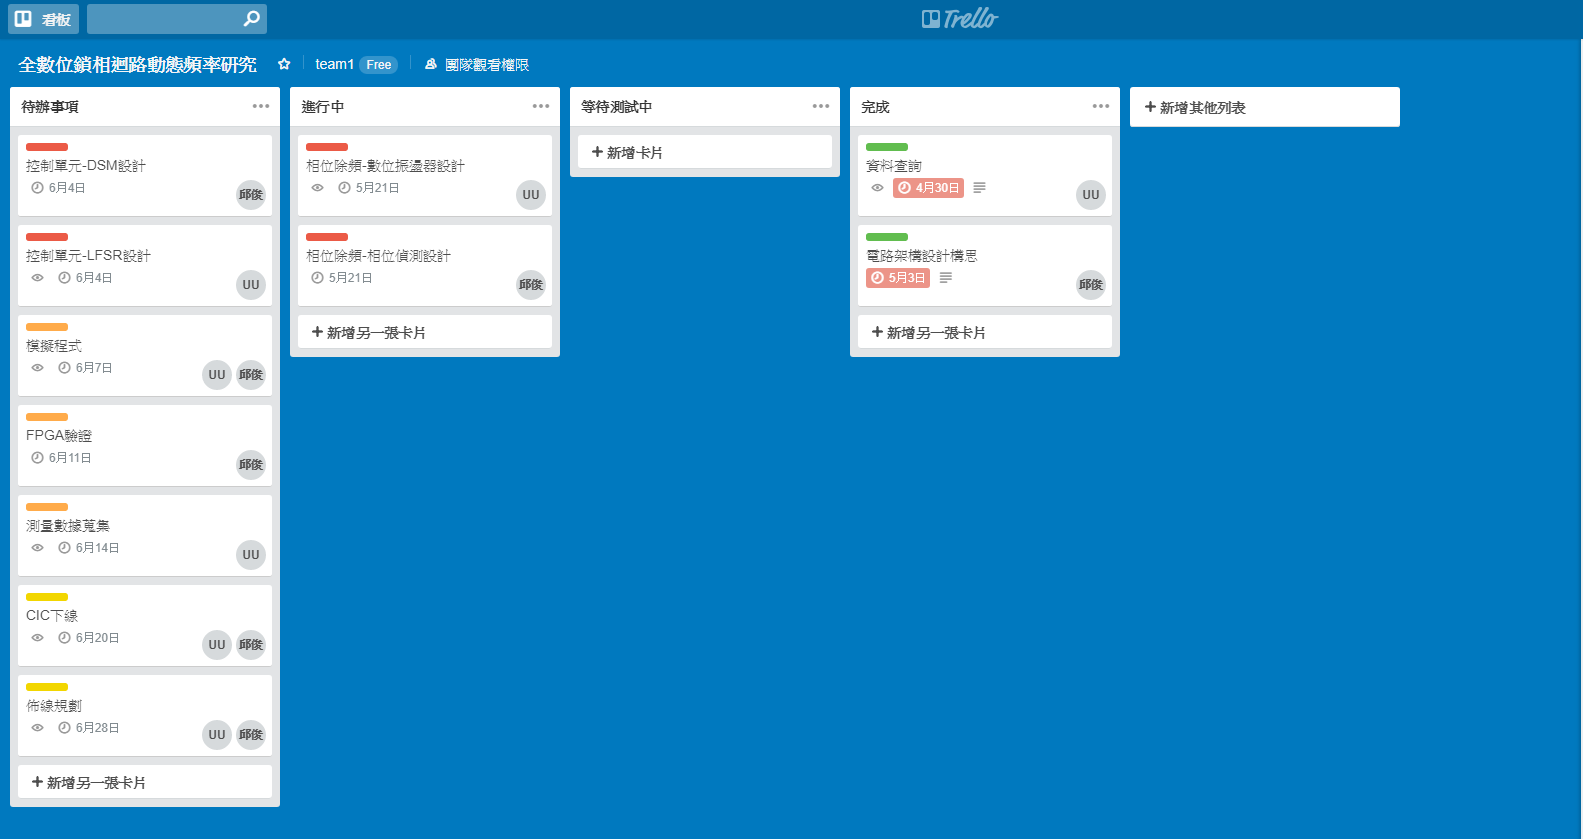 看板
Trello
全數位鎖相迴路動態頻率研究
team1 Free
團隊觀看權限
待辦事項
控制單元-DSM設計
6月4日
邱俊
控制單元-LFSR設計
6月4日
UU
模擬程式
6月7日
UU 邱俊
FPGA驗證
6月11日
邱俊
測量數據蒐集
6月14日
UU
CIC下線
6月20日
UU 邱俊
佈線規劃
6月28日
UU 邱俊
新增另一張卡片
進行中
相位除頻-數位振盪器設計
5月21日
UU
相位除頻-相位偵測設計
5月21日
邱俊
新增另一張卡片
等待測試中
新增卡片
完成
資料查詢
4月30日
UU
電路架構設計構思
5月3日
邱俊
新增另一張卡片
新增其他列表